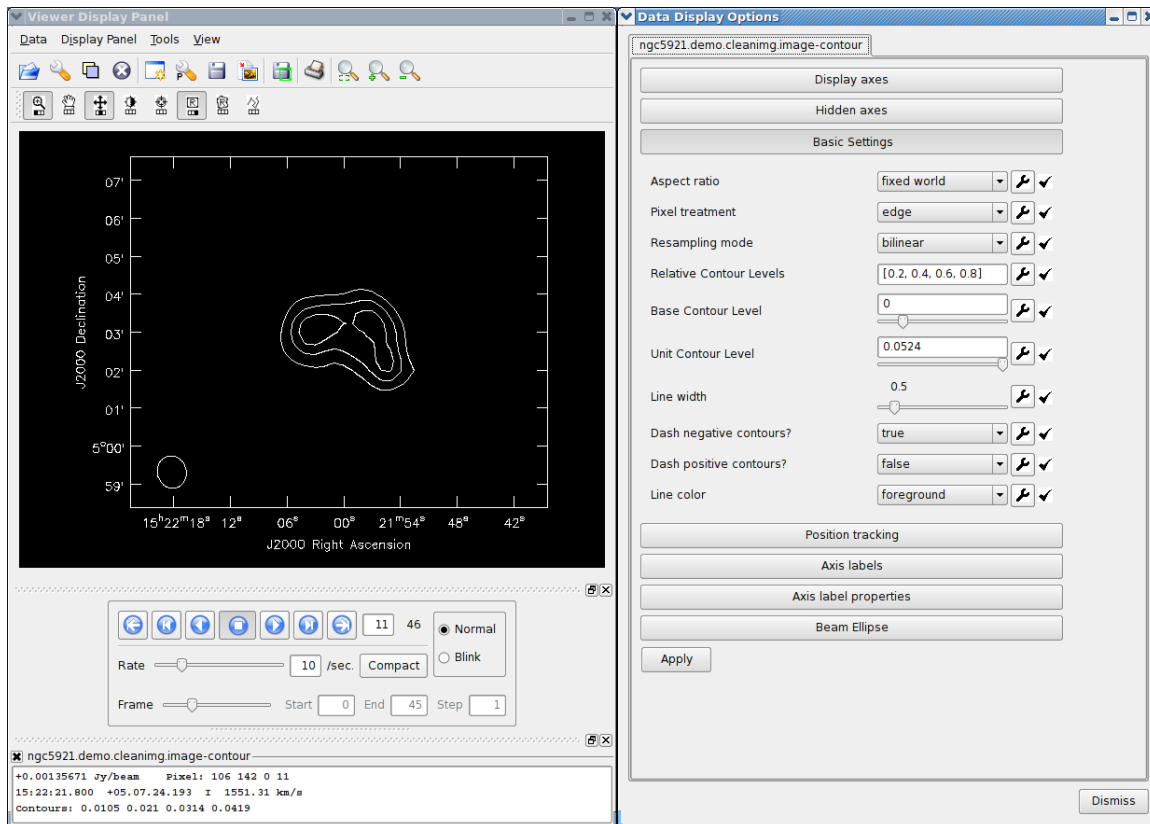 Viewer Display Panel
Data Display Panel Tools View
07'
06'
05'
04'
03'
02'
01'
5°00'
59'
J2000 Declination
15ʰ22ᵐ18ˢ 12ˢ 06ˢ 00ˢ 21ᵐ54ˢ 48ˢ 42ˢ
J2000 Right Ascension
11 46
Normal
Blink
Rate 10 /sec. Compact
Frame Start 0 End 45 Step 1
ngc5921.demo.cleanimg.image-contour
+0.00135671 Jy/beam Pixel: 106 142 0 11
15:22:21.800 +05.07.24.193 I 1551.31 km/s
Contours: 0.0105 0.021 0.0314 0.0419
Data Display Options
ngc5921.demo.cleanimg.image-contour
Display axes
Hidden axes
Basic Settings
Aspect ratio fixed world
Pixel treatment edge
Resampling mode bilinear
Relative Contour Levels [0.2, 0.4, 0.6, 0.8]
Base Contour Level 0
Unit Contour Level 0.0524
Line width 0.5
Dash negative contours? true
Dash positive contours? false
Line color foreground
Position tracking
Axis labels
Axis label properties
Beam Ellipse
Apply
Dismiss